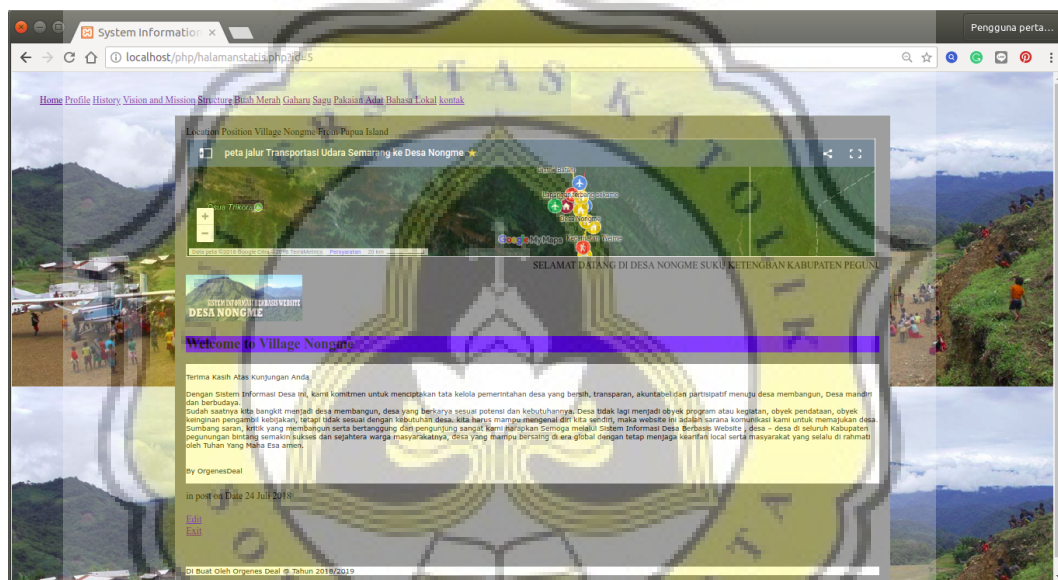 System Information
Pengguna perta...
localhost/php/halamanstatis.php?id=5
Home Profile History Vision and Mission Structure Buah Merah Gaharu Sagu Pakaian Adat Bahasa Lokal kontak
Location Position Village Nongme From Papua Island
peta jalur Transportasi Udara Semarang ke Desa Nongme
Trikora
Desa Nongme
Google My Maps
Persyaratan 20 km
SELAMAT DATANG DI DESA NONGME SUKU KETENGBAN KABUPATEN PEGUNU
SISTEM INFORMASI BERBASIS WEBSITE
DESA NONGME
Welcome to Village Nongme
Terima Kasih Atas Kunjungan Anda
Dengan Sistem Informasi Desa ini, kami komitmen untuk menciptakan tata kelola pemerintahan desa yang bersih, transparan, akuntabel dan partisipatif menuju desa membangun, Desa mandiri
dan berbudaya.
Sudah saatnya kita bangkit menjadi desa membangun, desa yang berkarya sesuai potensi dan kebutuhannya. Desa tidak lagi menjadi obyek program atau kegiatan, obyek pendataan, obyek
keinginan pengambil kebijakan, tetapi tidak sesuai dengan kebutuhan desa. kita harus mampu mengenal diri kita sendiri, maka website ini adalah sarana komunikasi kami untuk memajukan desa.
Sumbang saran, kritik yang membangun serta bertanggung dari pengunjung sangat kami harapkan Semoga melalui Sistem Informasi Desa Berbasis Website , desa – desa di seluruh Kabupaten
pegunungan bintang semakin sukses dan sejahtera warga masyarakatnya, desa yang mampu bersaing di era global dengan tetap menjaga kearifan local serta masyarakat yang selalu di rahmati
oleh Tuhan Yang Maha Esa amen.
By OrgenesDeal
in post on Date 24 Juli 2018
Edit
Exit
Di Buat Oleh Orgenes Deal @ Tahun 2018/2019